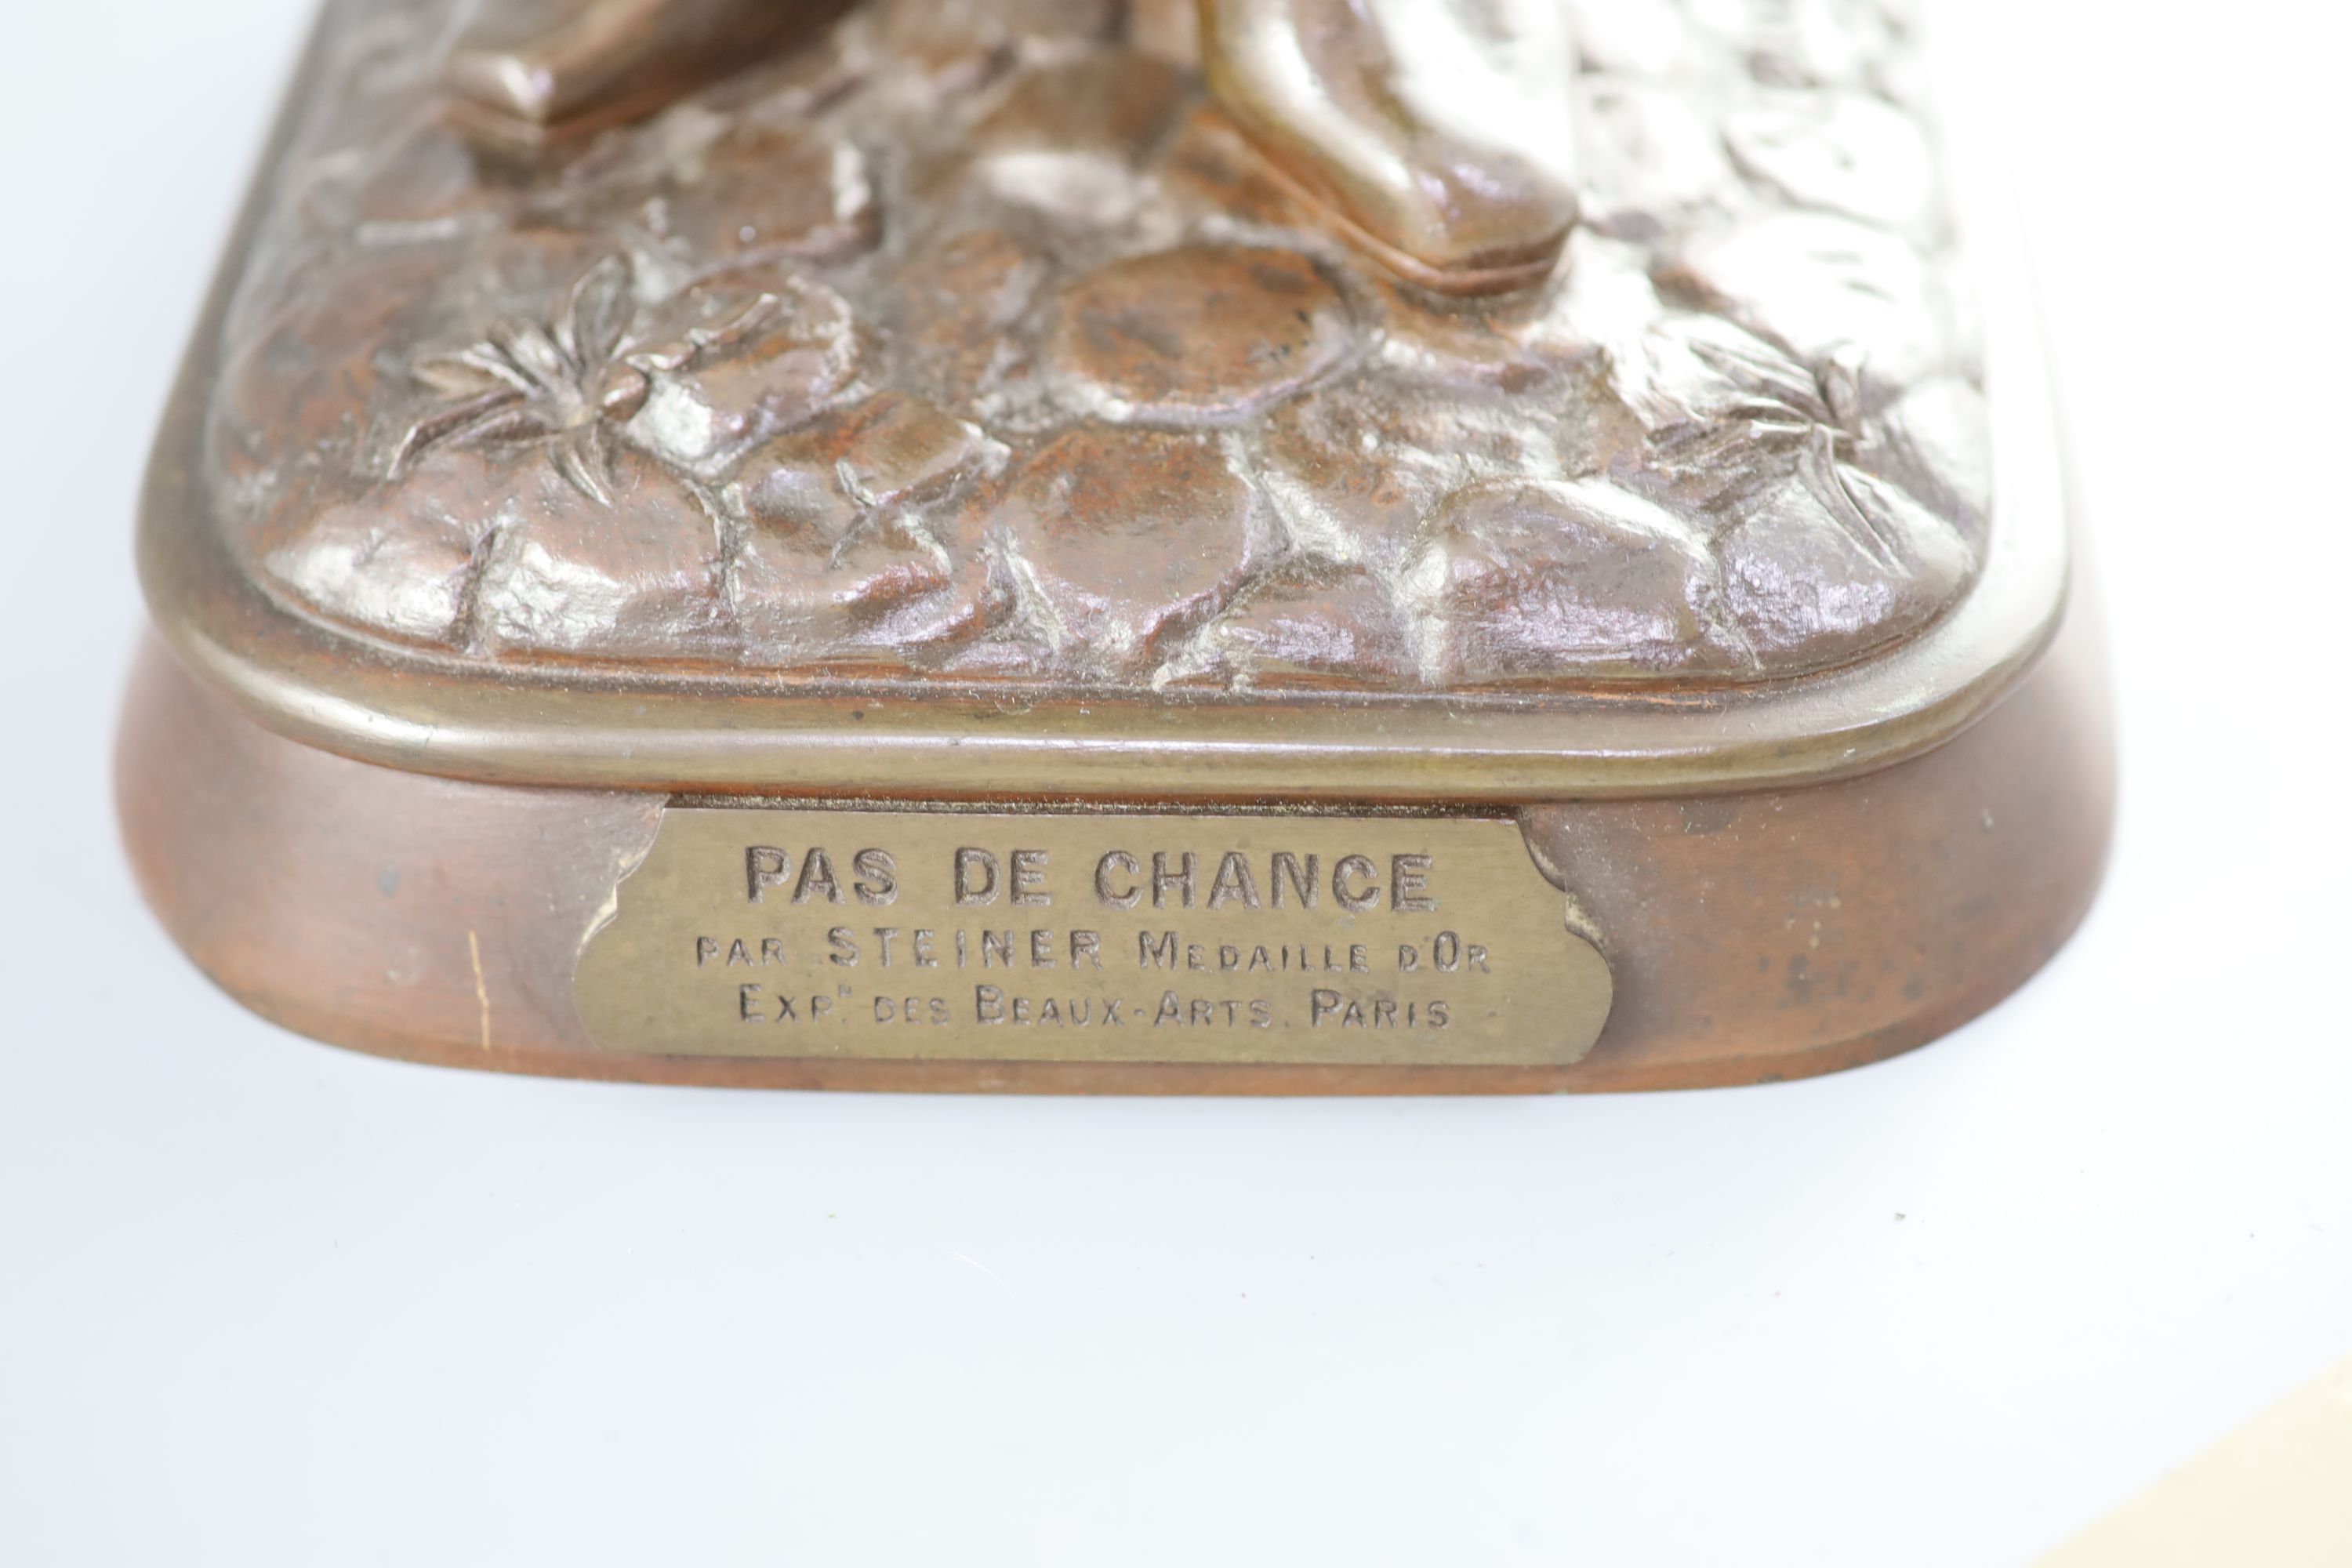 PAS DE CHANCE
PAR STEINER MEDAILLE D'OR
EXPN. DES BEAUX-ARTS. PARIS